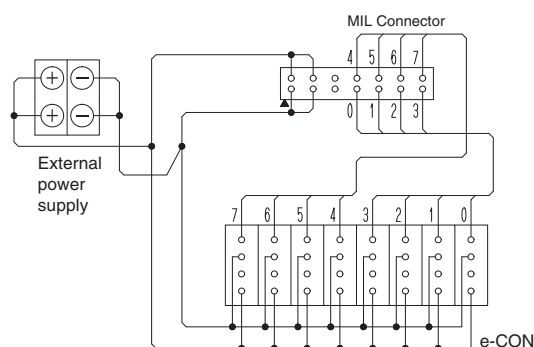 MIL Connector
4 5 6 7
+ −
+ −
0 1 2 3
External
power
supply
7 6 5 4 3 2 1 0
e-CON